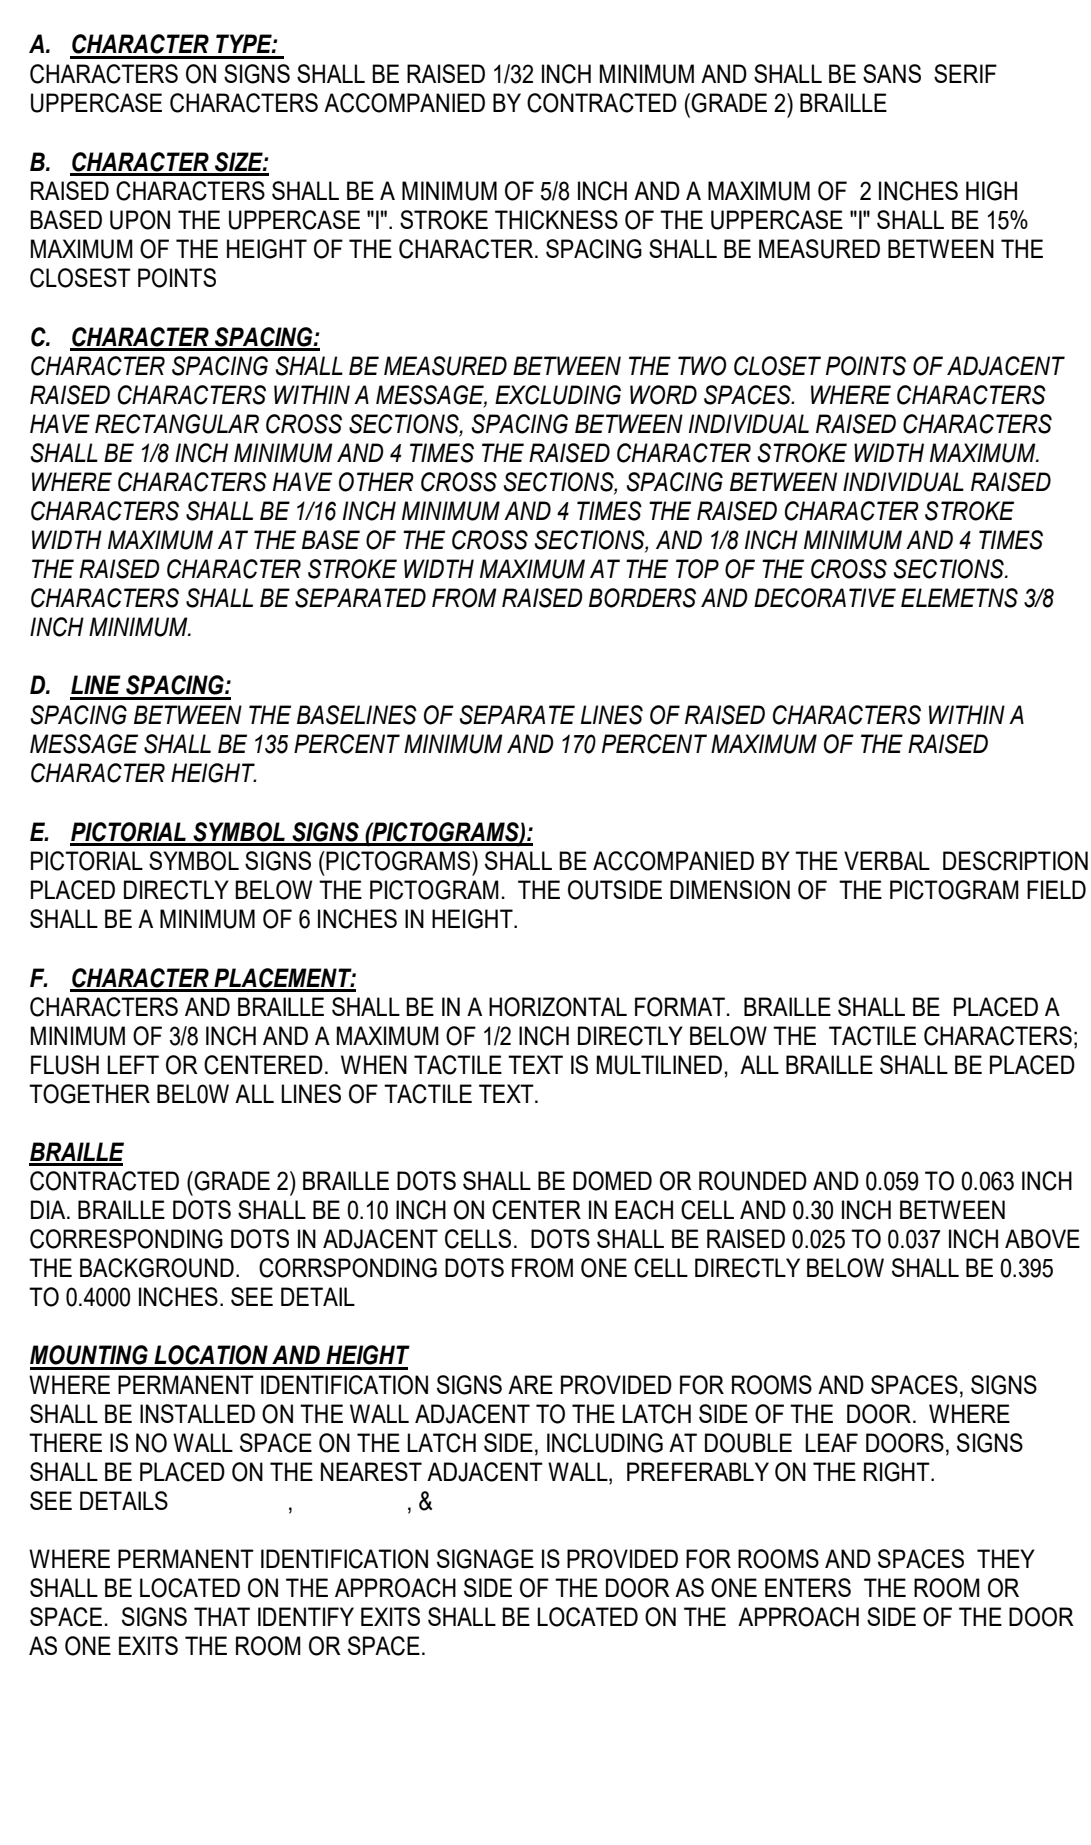 A. CHARACTER TYPE:
CHARACTERS ON SIGNS SHALL BE RAISED 1/32 INCH MINIMUM AND SHALL BE SANS SERIF
UPPERCASE CHARACTERS ACCOMPANIED BY CONTRACTED (GRADE 2) BRAILLE
B. CHARACTER SIZE:
RAISED CHARACTERS SHALL BE A MINIMUM OF 5/8 INCH AND A MAXIMUM OF 2 INCHES HIGH
BASED UPON THE UPPERCASE "I". STROKE THICKNESS OF THE UPPERCASE "I" SHALL BE 15%
MAXIMUM OF THE HEIGHT OF THE CHARACTER. SPACING SHALL BE MEASURED BETWEEN THE
CLOSEST POINTS
C. CHARACTER SPACING:
CHARACTER SPACING SHALL BE MEASURED BETWEEN THE TWO CLOSET POINTS OF ADJACENT
RAISED CHARACTERS WITHIN A MESSAGE, EXCLUDING WORD SPACES. WHERE CHARACTERS
HAVE RECTANGULAR CROSS SECTIONS, SPACING BETWEEN INDIVIDUAL RAISED CHARACTERS
SHALL BE 1/8 INCH MINIMUM AND 4 TIMES THE RAISED CHARACTER STROKE WIDTH MAXIMUM.
WHERE CHARACTERS HAVE OTHER CROSS SECTIONS, SPACING BETWEEN INDIVIDUAL RAISED
CHARACTERS SHALL BE 1/16 INCH MINIMUM AND 4 TIMES THE RAISED CHARACTER STROKE
WIDTH MAXIMUM AT THE BASE OF THE CROSS SECTIONS, AND 1/8 INCH MINIMUM AND 4 TIMES
THE RAISED CHARACTER STROKE WIDTH MAXIMUM AT THE TOP OF THE CROSS SECTIONS.
CHARACTERS SHALL BE SEPARATED FROM RAISED BORDERS AND DECORATIVE ELEMETNS 3/8
INCH MINIMUM.
D. LINE SPACING:
SPACING BETWEEN THE BASELINES OF SEPARATE LINES OF RAISED CHARACTERS WITHIN A
MESSAGE SHALL BE 135 PERCENT MINIMUM AND 170 PERCENT MAXIMUM OF THE RAISED
CHARACTER HEIGHT.
E. PICTORIAL SYMBOL SIGNS (PICTOGRAMS):
PICTORIAL SYMBOL SIGNS (PICTOGRAMS) SHALL BE ACCOMPANIED BY THE VERBAL DESCRIPTION
PLACED DIRECTLY BELOW THE PICTOGRAM. THE OUTSIDE DIMENSION OF THE PICTOGRAM FIELD
SHALL BE A MINIMUM OF 6 INCHES IN HEIGHT.
F. CHARACTER PLACEMENT:
CHARACTERS AND BRAILLE SHALL BE IN A HORIZONTAL FORMAT. BRAILLE SHALL BE PLACED A
MINIMUM OF 3/8 INCH AND A MAXIMUM OF 1/2 INCH DIRECTLY BELOW THE TACTILE CHARACTERS;
FLUSH LEFT OR CENTERED. WHEN TACTILE TEXT IS MULTILINED, ALL BRAILLE SHALL BE PLACED
TOGETHER BEL0W ALL LINES OF TACTILE TEXT.
BRAILLE
CONTRACTED (GRADE 2) BRAILLE DOTS SHALL BE DOMED OR ROUNDED AND 0.059 TO 0.063 INCH
DIA. BRAILLE DOTS SHALL BE 0.10 INCH ON CENTER IN EACH CELL AND 0.30 INCH BETWEEN
CORRESPONDING DOTS IN ADJACENT CELLS. DOTS SHALL BE RAISED 0.025 TO 0.037 INCH ABOVE
THE BACKGROUND. CORRSPONDING DOTS FROM ONE CELL DIRECTLY BELOW SHALL BE 0.395
TO 0.4000 INCHES. SEE DETAIL
MOUNTING LOCATION AND HEIGHT
WHERE PERMANENT IDENTIFICATION SIGNS ARE PROVIDED FOR ROOMS AND SPACES, SIGNS
SHALL BE INSTALLED ON THE WALL ADJACENT TO THE LATCH SIDE OF THE DOOR. WHERE
THERE IS NO WALL SPACE ON THE LATCH SIDE, INCLUDING AT DOUBLE LEAF DOORS, SIGNS
SHALL BE PLACED ON THE NEAREST ADJACENT WALL, PREFERABLY ON THE RIGHT.
SEE DETAILS , , &
WHERE PERMANENT IDENTIFICATION SIGNAGE IS PROVIDED FOR ROOMS AND SPACES THEY
SHALL BE LOCATED ON THE APPROACH SIDE OF THE DOOR AS ONE ENTERS THE ROOM OR
SPACE. SIGNS THAT IDENTIFY EXITS SHALL BE LOCATED ON THE APPROACH SIDE OF THE DOOR
AS ONE EXITS THE ROOM OR SPACE.